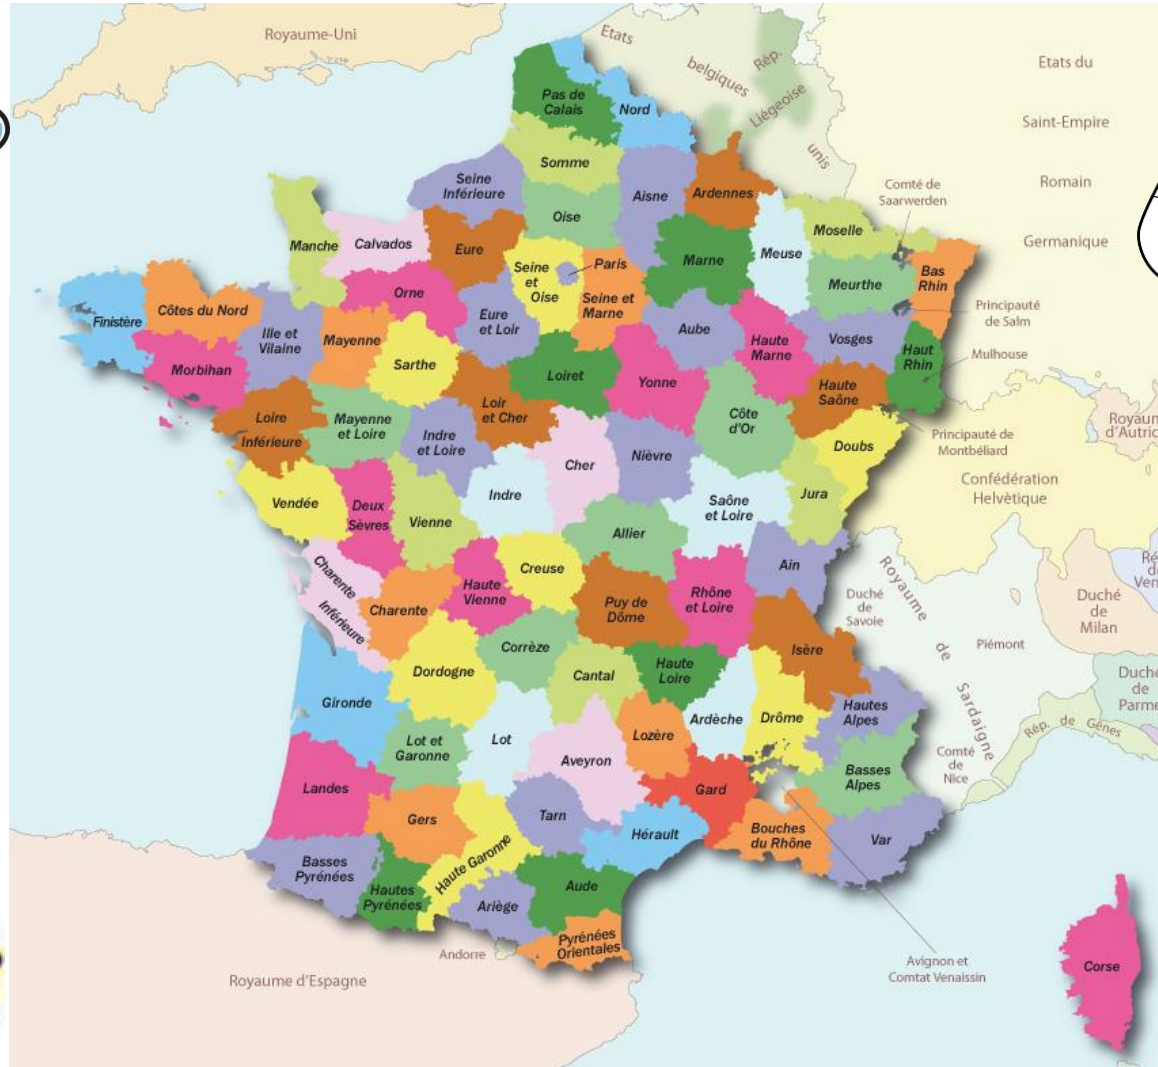 Royaume-Uni
Etats
belgiques
unis
Rép.
Liégeoise
Etats du
Saint-Empire
Romain
Germanique
Pas de
Calais
Nord
Somme
Seine
Inférieure
Oise
Aisne
Ardennes
Comté de
Saarwerden
Manche
Calvados
Eure
Seine
et
Oise
Paris
Seine et
Marne
Marne
Meuse
Moselle
Meurthe
Bas
Rhin
Principauté
de Salm
Finistère
Côtes du Nord
Ille et
Vilaine
Morbihan
Mayenne
Orne
Sarthe
Eure
et Loir
Loiret
Yonne
Aube
Haute
Marne
Vosges
Haut
Rhin
Mulhouse
Loire
Inférieure
Mayenne
et Loire
Indre
et Loire
Loir
et Cher
Cher
Nièvre
Côte
d'Or
Haute
Saône
Doubs
Principauté de
Montbéliard
Royaum
d'Autric
Confédération
Helvètique
Vendée
Deux
Sèvres
Vienne
Indre
Allier
Saône
et Loire
Jura
Ain
Charente
Inférieure
Charente
Haute
Vienne
Creuse
Puy de
Dôme
Rhône
et Loire
Isère
Duché
de
Savoie
Royaume
de
Sardaigne
Piémont
Duché
de
Milan
Ré
de
Ven
Duché
de
Parme
Rép. de Gênes
Gironde
Dordogne
Corrèze
Cantal
Haute
Loire
Ardèche
Drôme
Hautes
Alpes
Comté
de
Nice
Landes
Lot et
Garonne
Lot
Aveyron
Lozère
Gard
Basses
Alpes
Gers
Tarn
Hérault
Bouches
du Rhône
Var
Basses
Pyrénées
Hautes
Pyrénées
Haute Garonne
Ariège
Aude
Pyrénées
Orientales
Andorre
Royaume d'Espagne
Avignon et
Comtat Venaissin
Corse